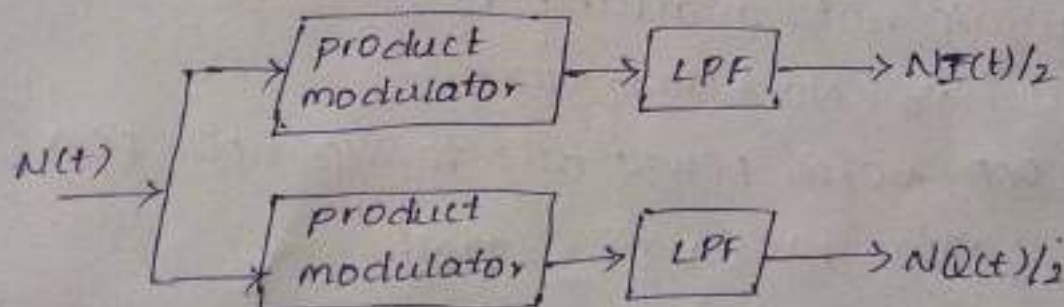 product
modulator
LPF
NI(t)/2
N(t)
product
modulator
LPF
NQ(t)/2